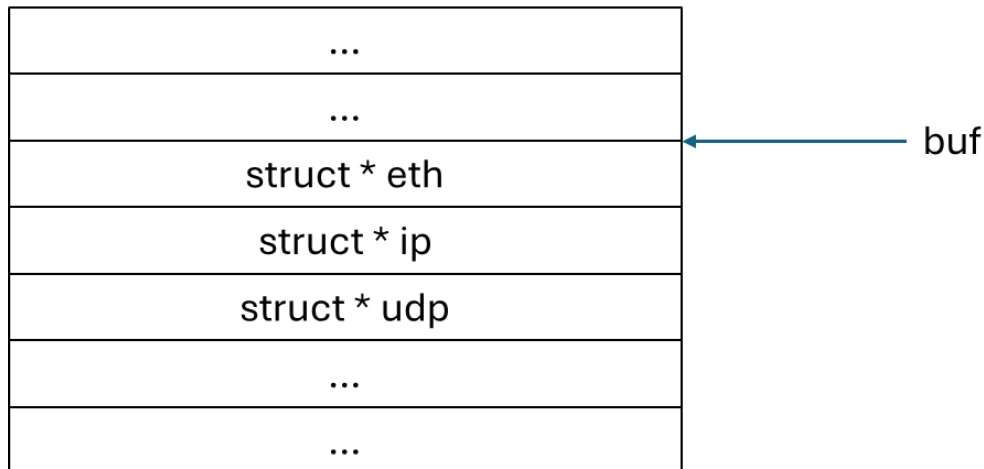 ...
...
buf
struct * eth
struct * ip
struct * udp
...
...